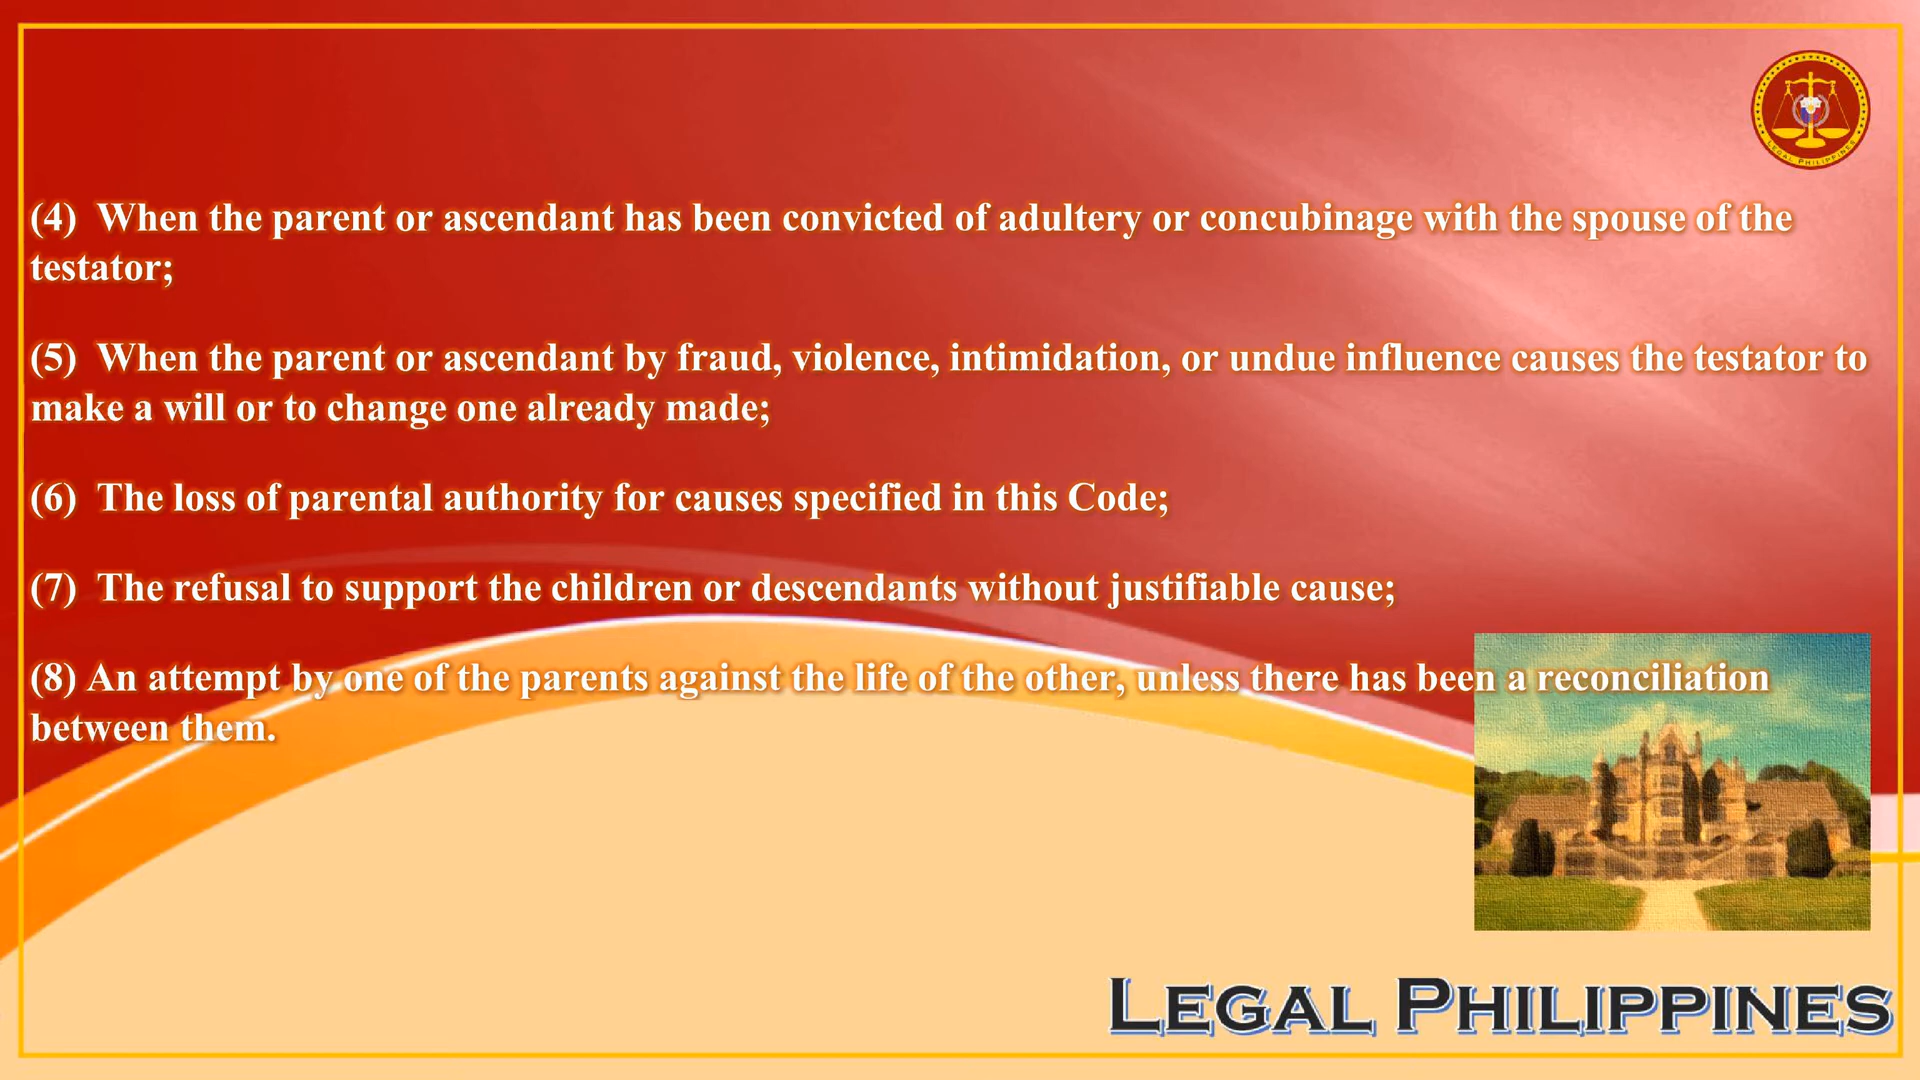 LEGAL PHILIPPINES
(4)  When the parent or ascendant has been convicted of adultery or concubinage with the spouse of the
testator;
(5)  When the parent or ascendant by fraud, violence, intimidation, or undue influence causes the testator to
make a will or to change one already made;
(6)  The loss of parental authority for causes specified in this Code;
(7)  The refusal to support the children or descendants without justifiable cause;
(8) An attempt by one of the parents against the life of the other, unless there has been a reconciliation
between them.
LEGAL PHILIPPINES